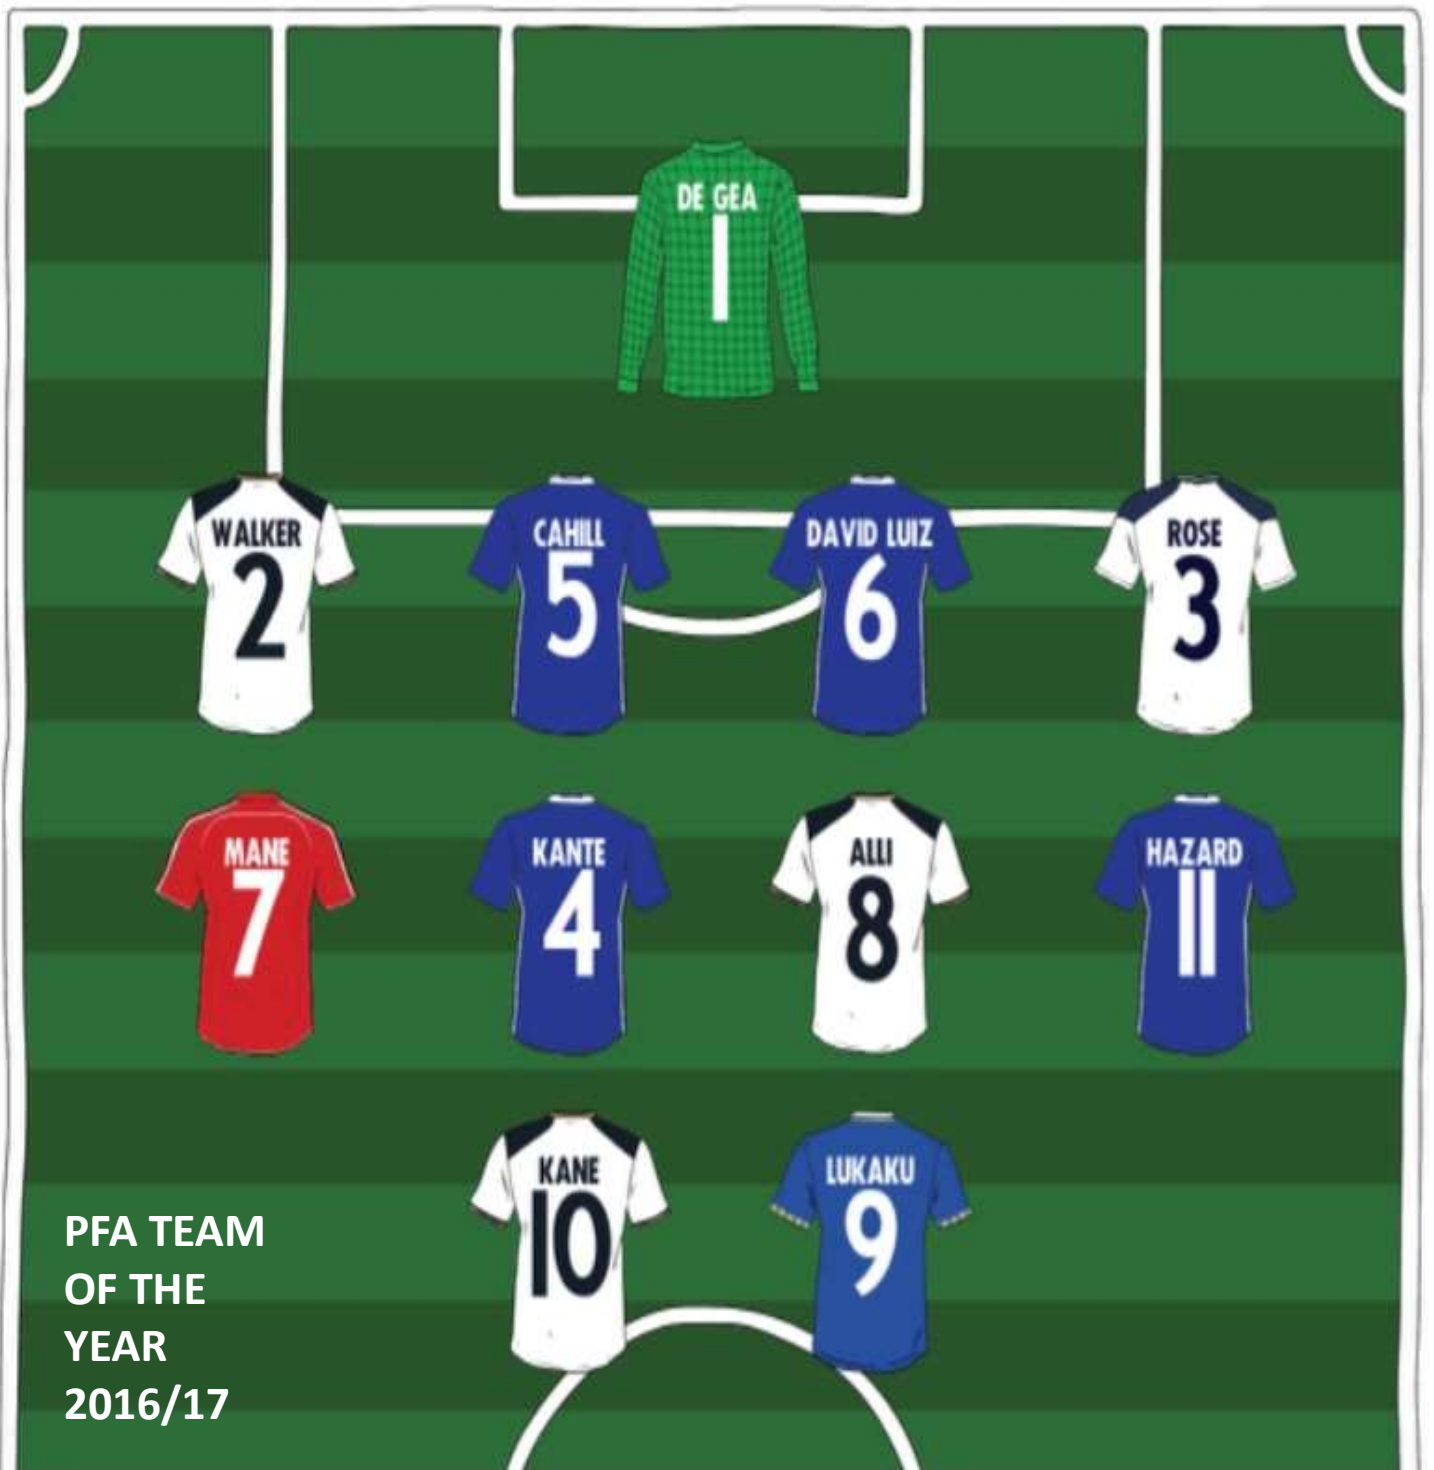 DE GEA
1
WALKER
2
CAHILL
5
DAVID LUIZ
6
ROSE
3
MANE
7
KANTE
4
ALLI
8
HAZARD
11
KANE
10
LUKAKU
9
PFA TEAM
OF THE
YEAR
2016/17